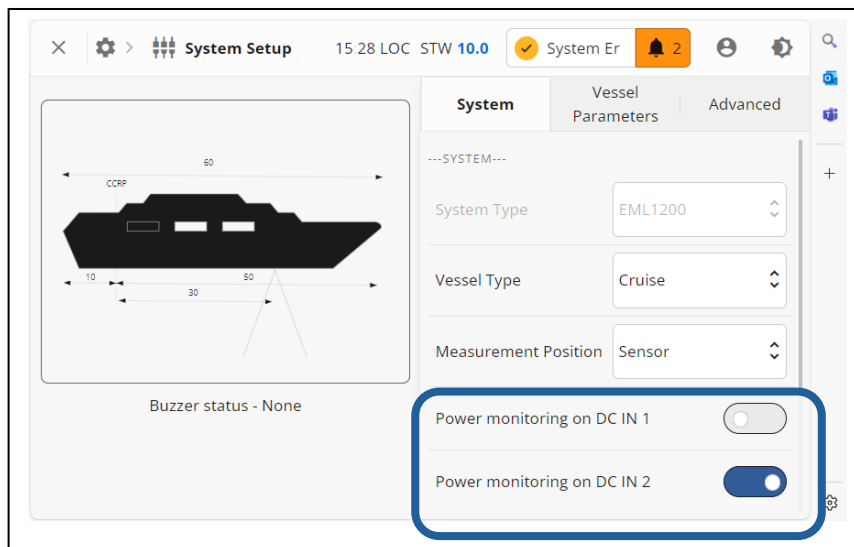 System Setup
15 28 LOC STW 10.0
System Er
2
System
Vessel
Parameters
Advanced
60
CCRP
10
50
30
Buzzer status - None
---SYSTEM---
System Type
EML1200
Vessel Type
Cruise
Measurement Position
Sensor
Power monitoring on DC IN 1
Power monitoring on DC IN 2